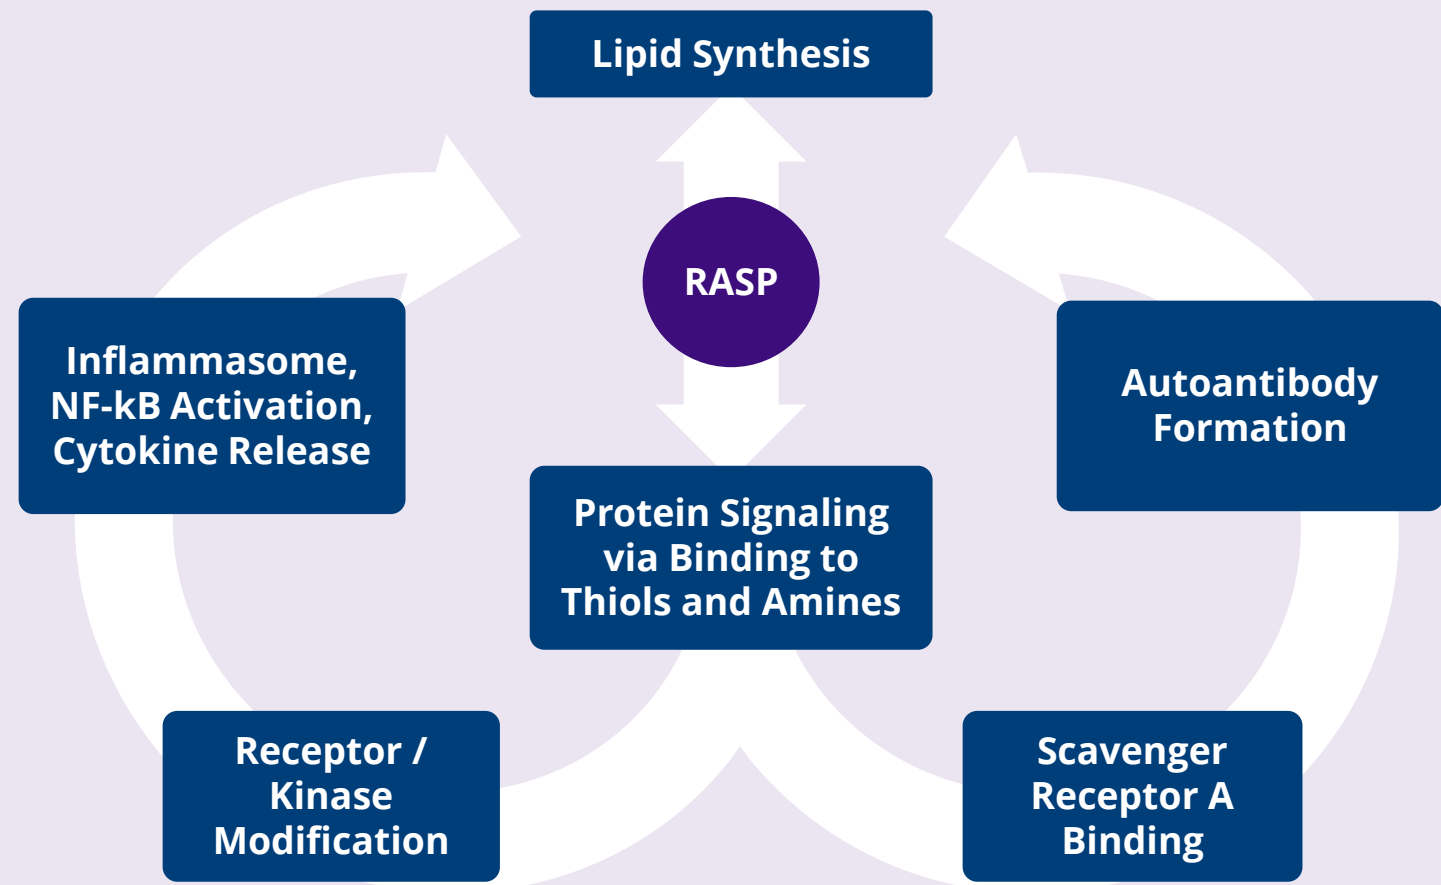 Lipid Synthesis
RASP
Inflammasome,
NF-kB Activation,
Cytokine Release
Autoantibody
Formation
Protein Signaling
via Binding to
Thiols and Amines
Receptor /
Kinase
Modification
Scavenger
Receptor A
Binding